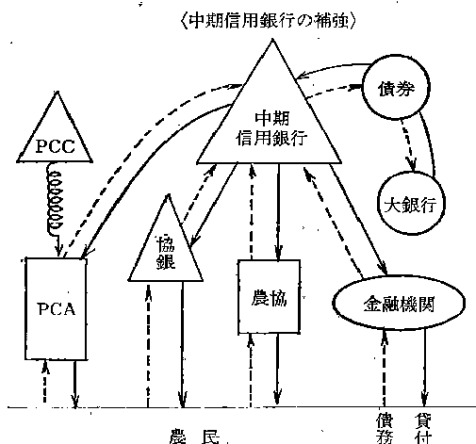 〈中期信用銀行の補強〉
中期
信用銀行
債券
PCC
大銀行
協
銀
PCA
農協
金融機関
農民
債務
貸付